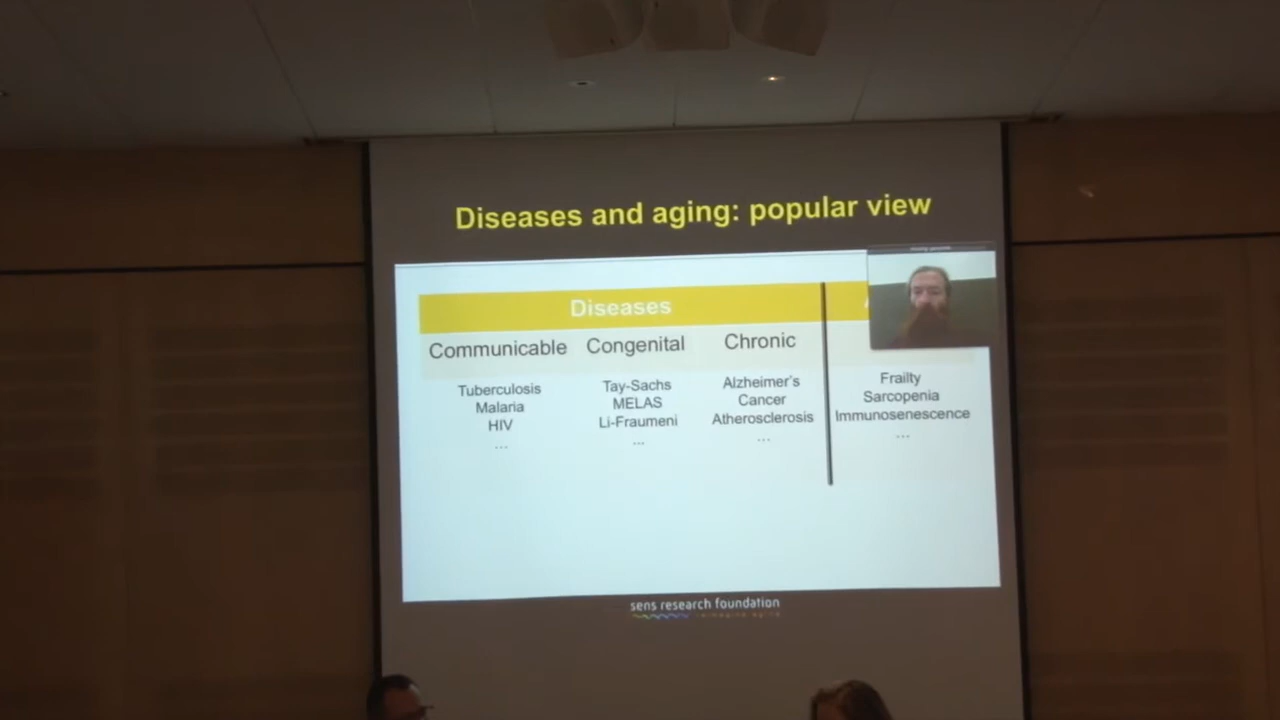 Diseases and aging: popular view
Diseases
Communicable Congenital Chronic
Tuberculosis
Malaria
HIV
...
Tay-Sachs
MELAS
Li-Fraumeni
...
Alzheimer's
Cancer
Atherosclerosis
...
Frailty
Sarcopenia
Immunosenescence
...
sens research foundation